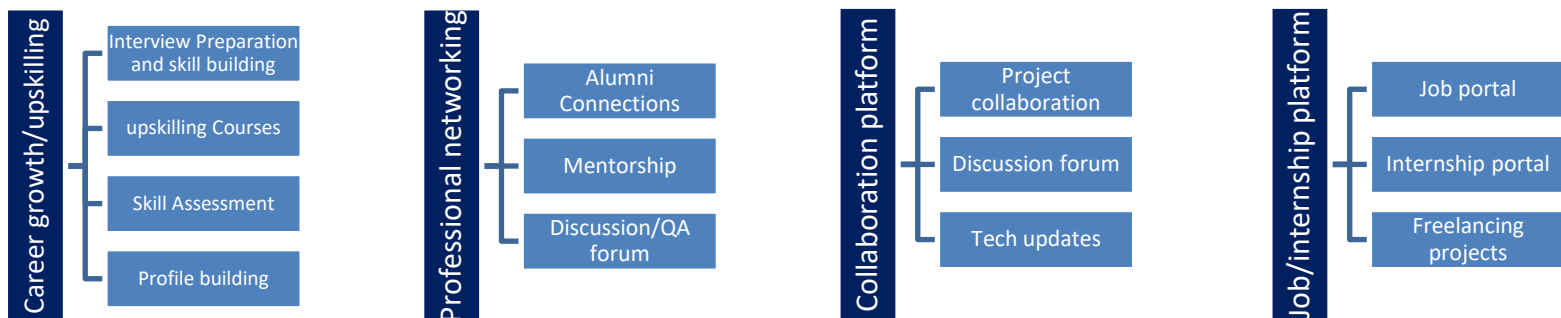 Career growth/upskilling
Interview Preparation
and skill building
upskilling Courses
Skill Assessment
Profile building
Professional networking
Alumni
Connections
Mentorship
Discussion/QA
forum
Collaboration platform
Project
collaboration
Discussion forum
Tech updates
Job/internship platform
Job portal
Internship portal
Freelancing
projects